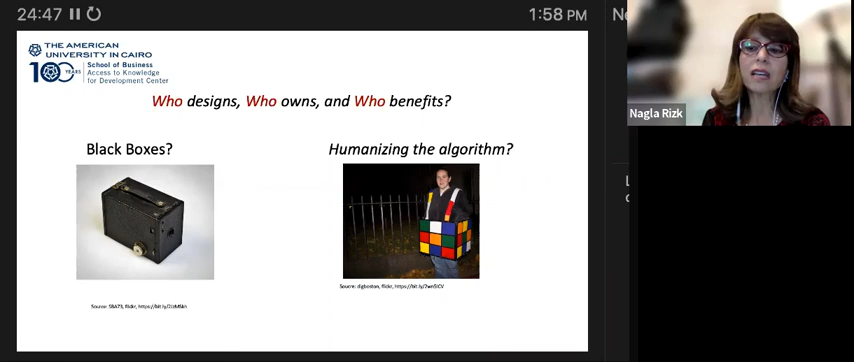 24:47
1:58 PM
THE AMERICAN
UNIVERSITY IN CAIRO
100 YEARS
School of Business
Access to Knowledge
for Development Center
Who designs, Who owns, and Who benefits?
Black Boxes?
Humanizing the algorithm?
Nagla Rizk